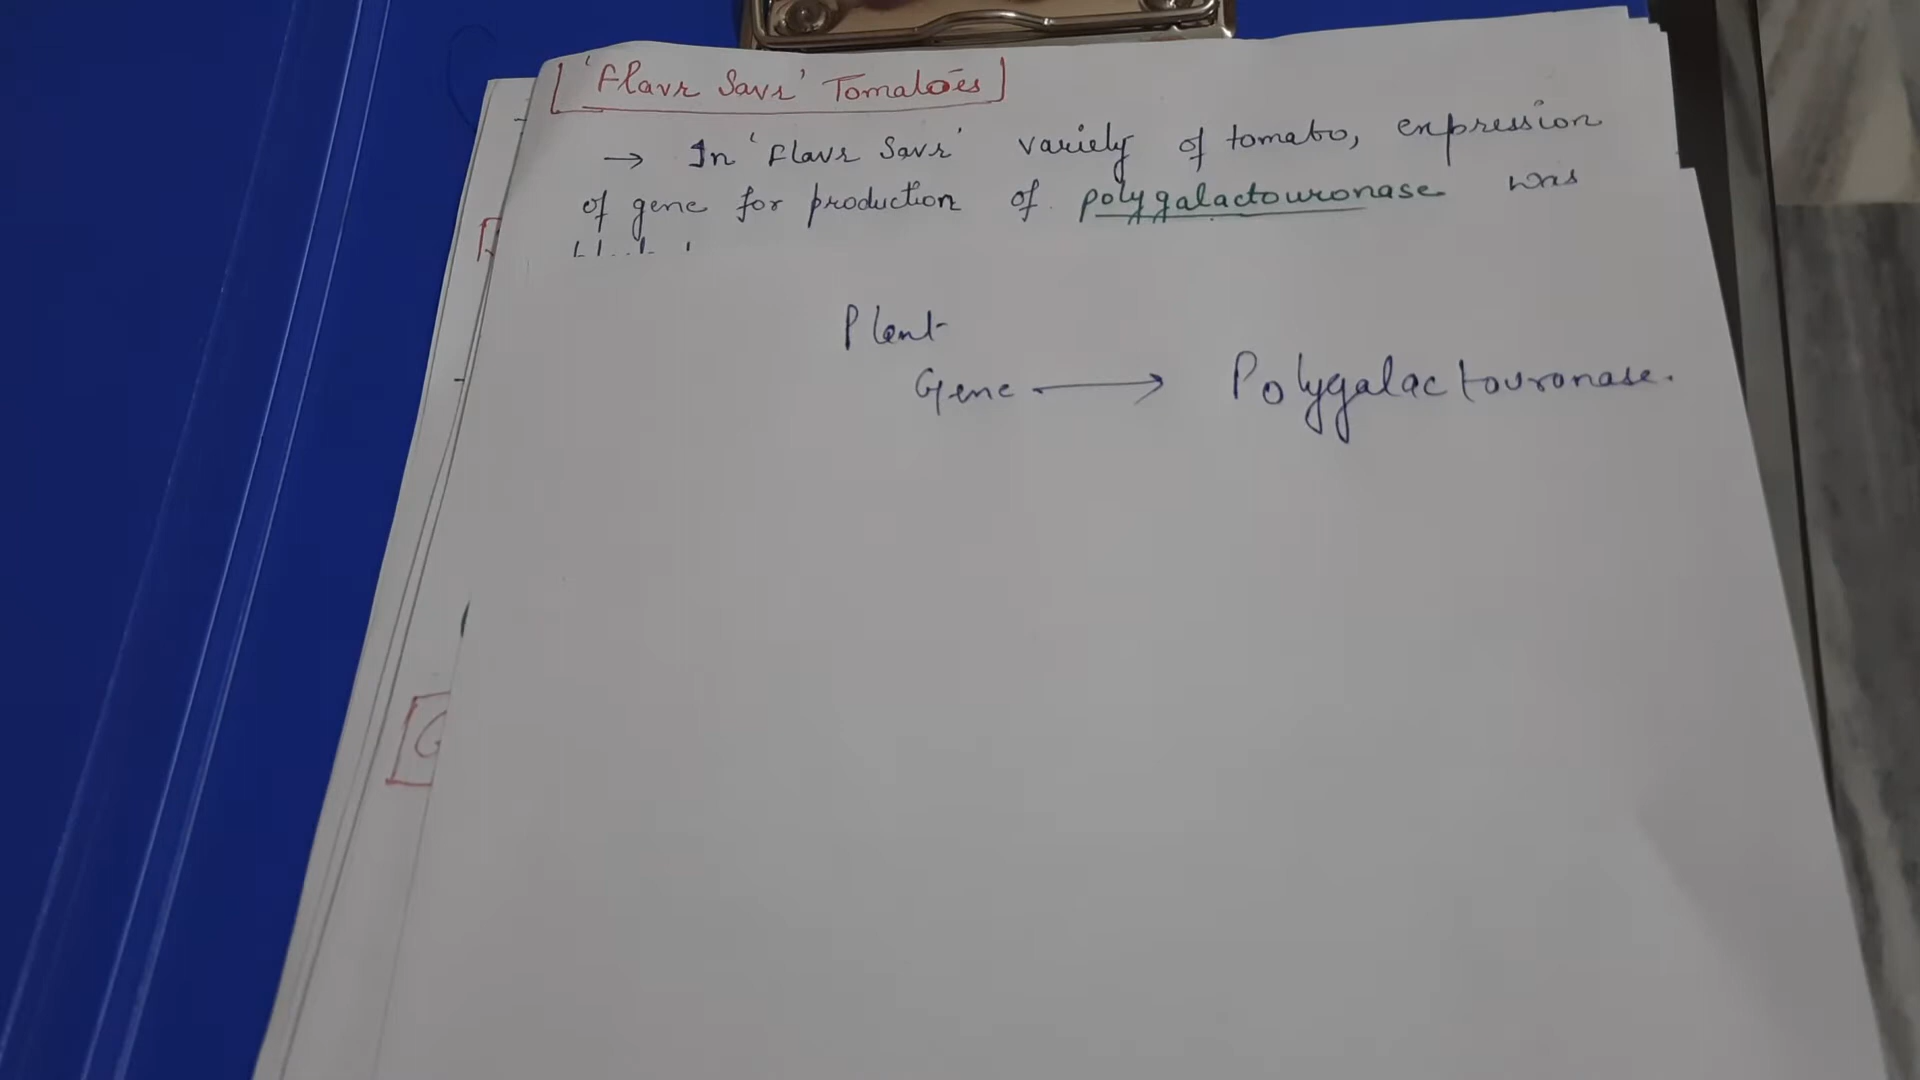 'Flavr Savr' Tomatoes
→ In 'Flavr Savr' variety of tomato, expression
of gene for production of polygalactouronase was
Plant
Gene → Polygalactouronase.